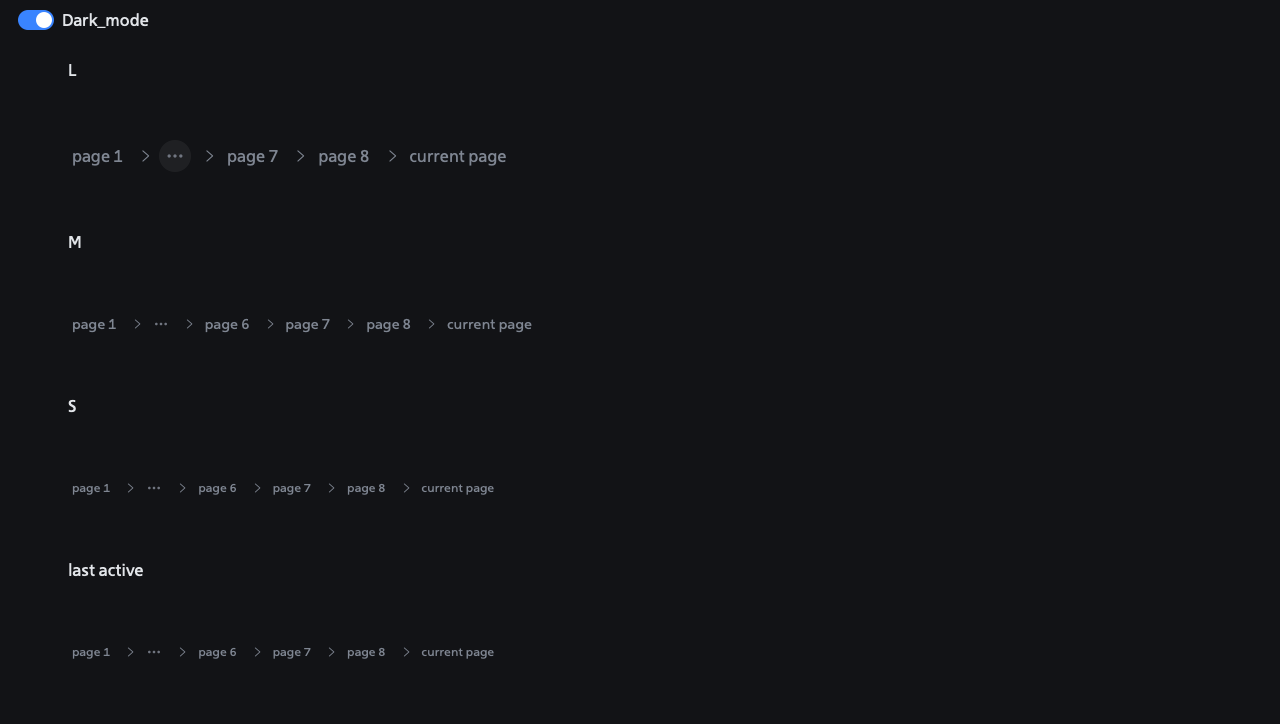 Dark_mode
L
page 1 > ··· > page 7 > page 8 > current page
M
page 1 > ··· > page 6 > page 7 > page 8 > current page
S
page 1 > ··· > page 6 > page 7 > page 8 > current page
last active
page 1 > ··· > page 6 > page 7 > page 8 > current page